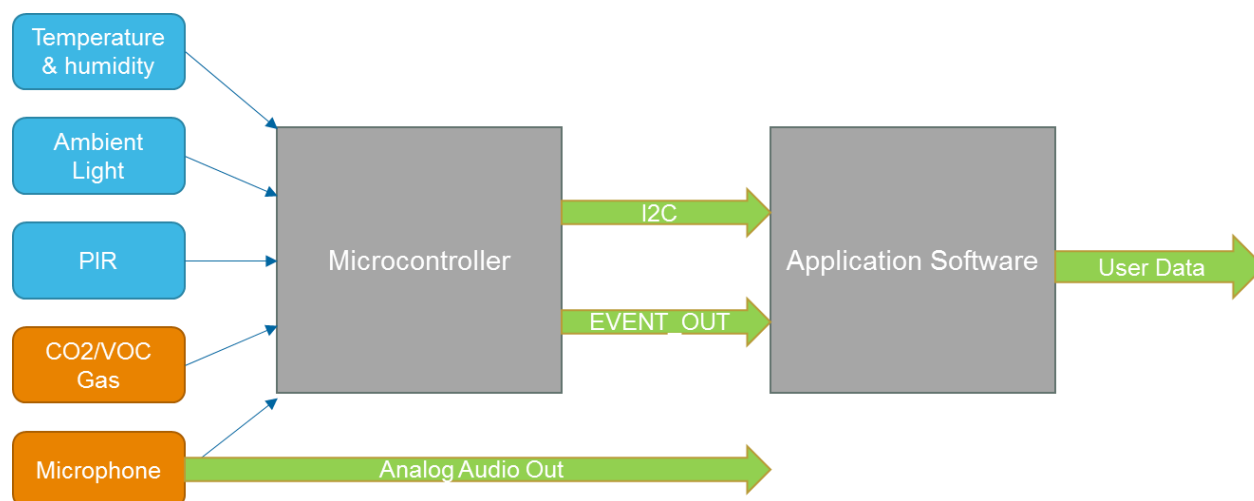 Temperature
& humidity
Ambient
Light
PIR
CO2/VOC
Gas
Microphone
Microcontroller
I2C
EVENT_OUT
Analog Audio Out
Application Software
User Data